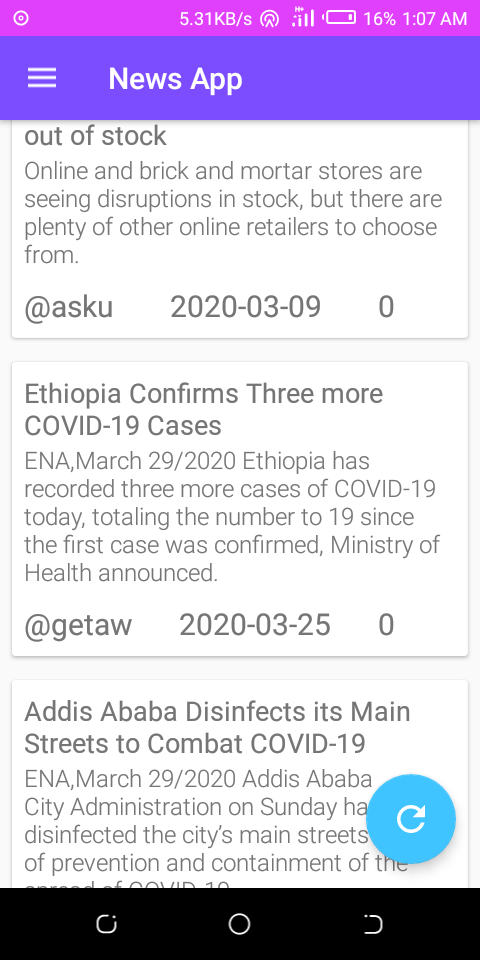 5.31KB/s H+ 16% 1:07 AM
News App
out of stock
Online and brick and mortar stores are
seeing disruptions in stock, but there are
plenty of other online retailers to choose
from.
@asku 2020-03-09 0
Ethiopia Confirms Three more
COVID-19 Cases
ENA,March 29/2020 Ethiopia has
recorded three more cases of COVID-19
today, totaling the number to 19 since
the first case was confirmed, Ministry of
Health announced.
@getaw 2020-03-25 0
Addis Ababa Disinfects its Main
Streets to Combat COVID-19
ENA,March 29/2020 Addis Ababa
City Administration on Sunday
disinfected the city's main streets
of prevention and containment of the
spread of COVID-19